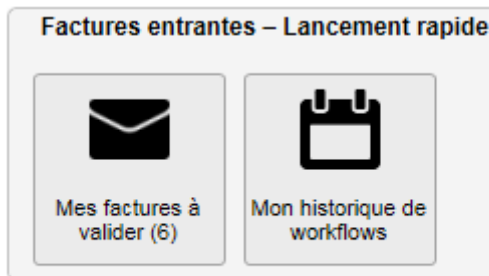 Factures entrantes – Lancement rapide
Mes factures à
valider (6)
Mon historique de
workflows